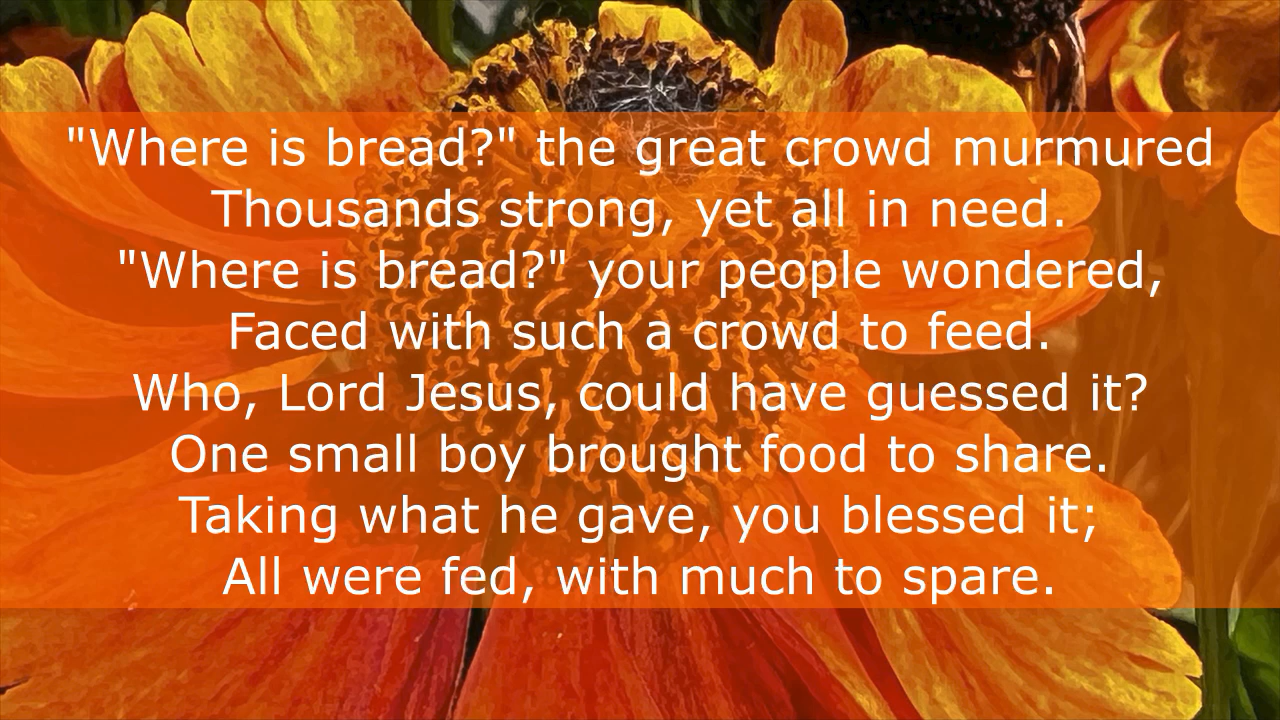 "Where is bread?" the great crowd murmured
Thousands strong, yet all in need.
"Where is bread?" your people wondered,
Faced with such a crowd to feed.
Who, Lord Jesus, could have guessed it?
One small boy brought food to share.
Taking what he gave, you blessed it;
All were fed, with much to spare.